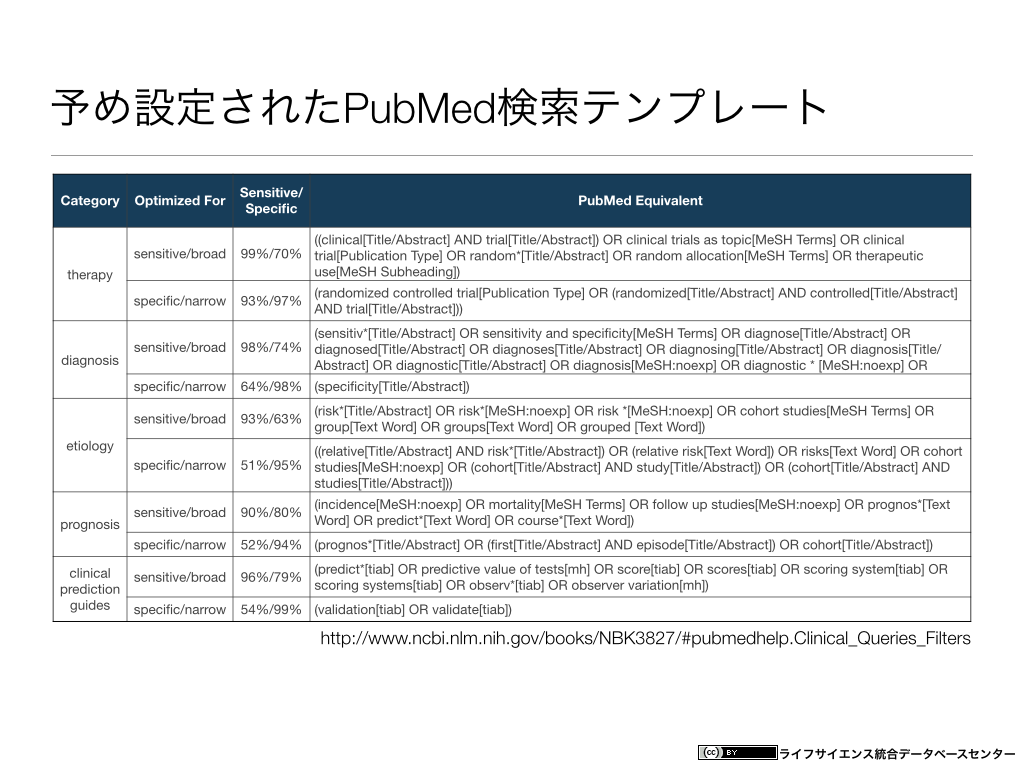 予め設定されたPubMed検索テンプレート
Category
Optimized For
Sensitive/
Specific
PubMed Equivalent
therapy
sensitive/broad
99%/70%
((clinical[Title/Abstract] AND trial[Title/Abstract]) OR clinical trials as topic[MeSH Terms] OR clinical
trial[Publication Type] OR random*[Title/Abstract] OR random allocation[MeSH Terms] OR therapeutic
use[MeSH Subheading])
specific/narrow
93%/97%
(randomized controlled trial[Publication Type] OR (randomized[Title/Abstract] AND controlled[Title/Abstract]
AND trial[Title/Abstract]))
diagnosis
sensitive/broad
98%/74%
(sensitiv*[Title/Abstract] OR sensitivity and specificity[MeSH Terms] OR diagnose[Title/Abstract] OR
diagnosed[Title/Abstract] OR diagnoses[Title/Abstract] OR diagnosing[Title/Abstract] OR diagnosis[Title/
Abstract] OR diagnostic[Title/Abstract] OR diagnosis[MeSH:noexp] OR diagnostic * [MeSH:noexp] OR
specific/narrow
64%/98%
(specificity[Title/Abstract])
etiology
sensitive/broad
93%/63%
(risk*[Title/Abstract] OR risk*[MeSH:noexp] OR risk *[MeSH:noexp] OR cohort studies[MeSH Terms] OR
group[Text Word] OR groups[Text Word] OR grouped [Text Word])
specific/narrow
51%/95%
((relative[Title/Abstract] AND risk*[Title/Abstract]) OR (relative risk[Text Word]) OR risks[Text Word] OR cohort
studies[MeSH:noexp] OR (cohort[Title/Abstract] AND study[Title/Abstract]) OR (cohort[Title/Abstract] AND
studies[Title/Abstract]))
prognosis
sensitive/broad
90%/80%
(incidence[MeSH:noexp] OR mortality[MeSH Terms] OR follow up studies[MeSH:noexp] OR prognos*[Text
Word] OR predict*[Text Word] OR course*[Text Word])
specific/narrow
52%/94%
(prognos*[Title/Abstract] OR (first[Title/Abstract] AND episode[Title/Abstract]) OR cohort[Title/Abstract])
clinical
prediction
guides
sensitive/broad
96%/79%
(predict*[tiab] OR predictive value of tests[mh] OR score[tiab] OR scores[tiab] OR scoring system[tiab] OR
scoring systems[tiab] OR observ*[tiab] OR observer variation[mh])
specific/narrow
54%/99%
(validation[tiab] OR validate[tiab])
http://www.ncbi.nlm.nih.gov/books/NBK3827/#pubmedhelp.Clinical_Queries_Filters
(cc) BY ライフサイエンス統合データベースセンター